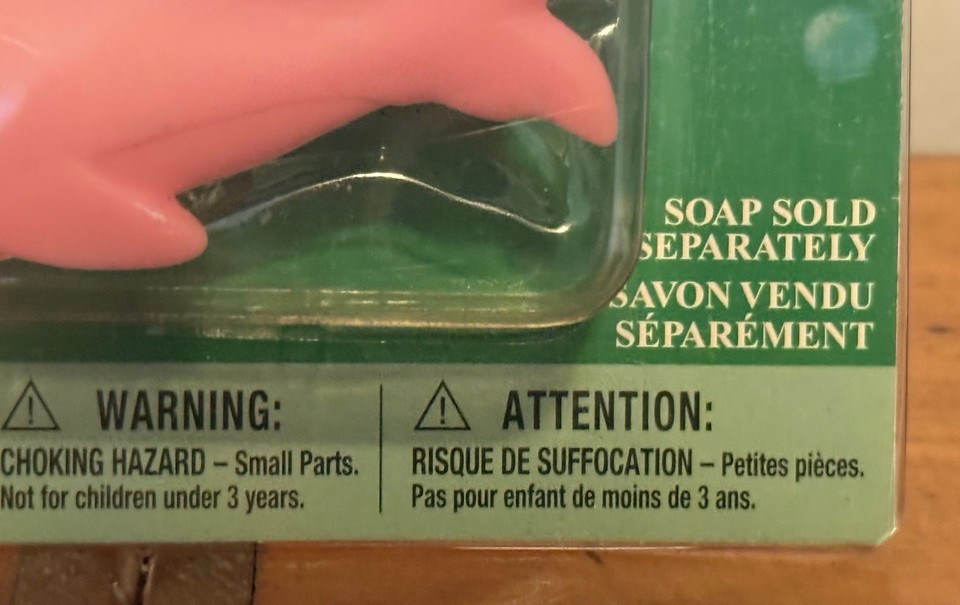 SOAP SOLD
SEPARATELY
SAVON VENDU
SÉPARÉMENT
WARNING:
CHOKING HAZARD – Small Parts.
Not for children under 3 years.
ATTENTION:
RISQUE DE SUFFOCATION – Petites pièces.
Pas pour enfant de moins de 3 ans.